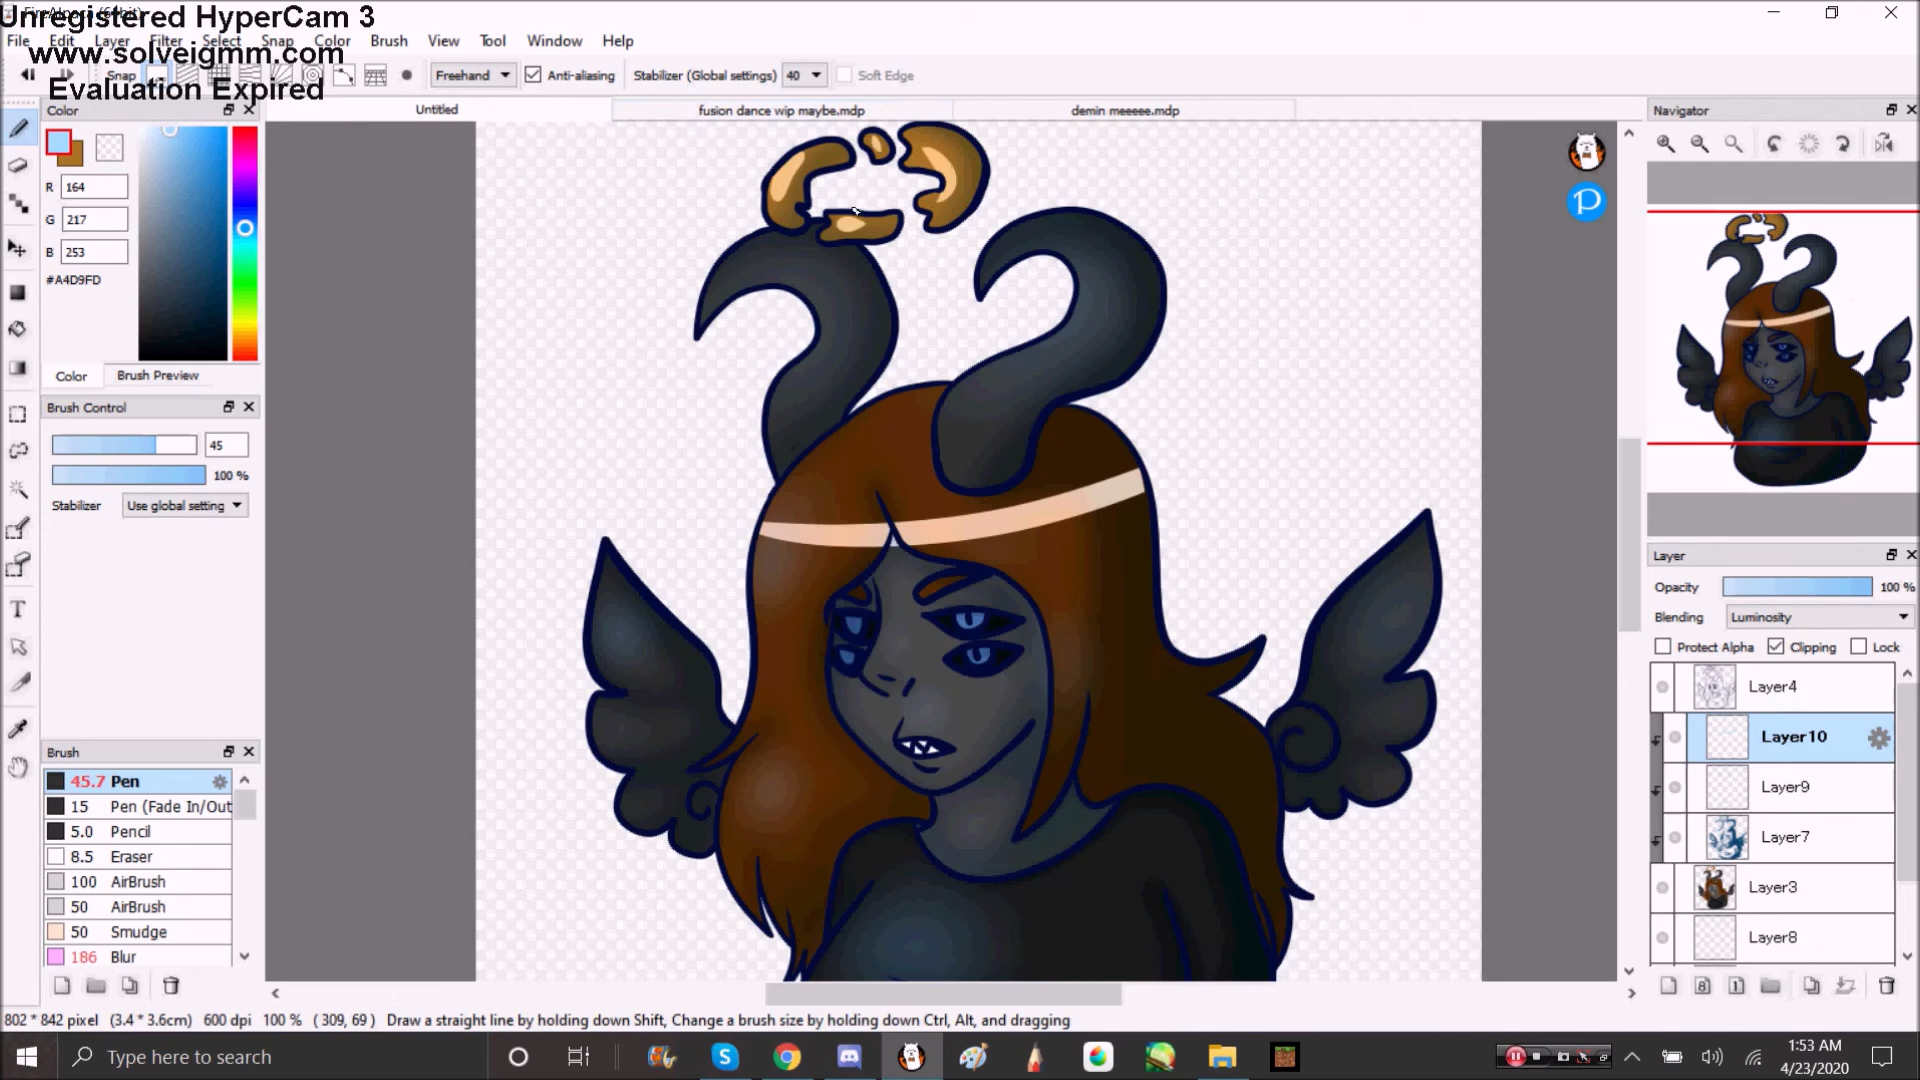 Unregistered HyperCam 3
File Edit Layer Filter Select Snap Color Brush View Tool Window Help
www.solveigmm.com
Snap Freehand Anti-aliasing Stabilizer (Global settings) 40 Soft Edge
Evaluation Expired
Color
Untitled
fusion dance wip maybe.mdp
demin meeeee.mdp
Navigator
R 164
G 217
B 253
#A4D9FD
Color Brush Preview
Brush Control
45
100 %
Stabilizer Use global setting
Layer
Opacity 100 %
Blending Luminosity
Protect Alpha Clipping Lock
Layer4
Layer10
Layer9
Layer7
Layer3
Layer8
Brush
45.7 Pen
15 Pen (Fade In/Out
5.0 Pencil
8.5 Eraser
100 AirBrush
50 AirBrush
50 Smudge
186 Blur
802 * 842 pixel (3.4 * 3.6cm) 600 dpi 100 % ( 309, 69 ) Draw a straight line by holding down Shift, Change a brush size by holding down Ctrl, Alt, and dragging
Type here to search
1:53 AM
4/23/2020